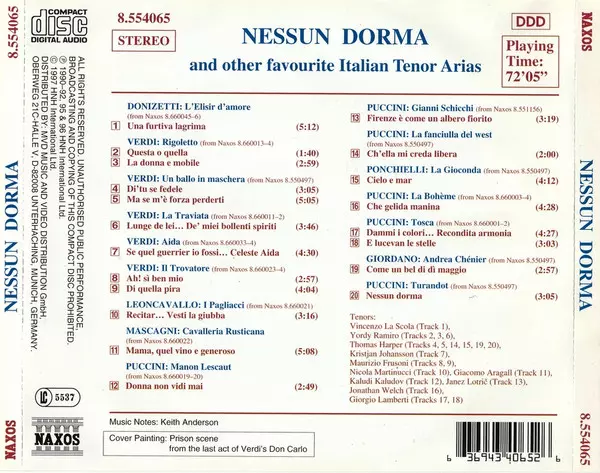 COMPACT
disc
DIGITAL AUDIO
8.554065
STEREO
NESSUN DORMA
and other favourite Italian Tenor Arias
DDD
Playing
Time:
72'05"
DONIZETTI: L'Elisir d'amore
(from Naxos 8.660045-6)
1 Una furtiva lagrima (5:12)
VERDI: Rigoletto (from Naxos 8.660013-4)
2 Questa o quella (1:40)
3 La donna e mobile (2:59)
VERDI: Un ballo in maschera (from Naxos 8.550497)
4 Di'tu se fedele (3:05)
5 Ma se m'è forza perderti (5:05)
VERDI: La Traviata (from Naxos 8.660011-2)
6 Lunge de lei... De' miei bollenti spiriti (3:46)
VERDI: Aida (from Naxos 8.660033-4)
7 Se quel guerrier io fossi... Celeste Aida (4:30)
VERDI: Il Trovatore (from Naxos 8.660023-4)
8 Ah! sì ben mio (2:57)
9 Di quella pira (4:04)
LEONCAVALLO: I Pagliacci (from Naxos 8.660021)
10 Recitar... Vesti la giubba (3:16)
MASCAGNI: Cavalleria Rusticana
(from Naxos 8.660022)
11 Mama, quel vino e generoso (5:08)
PUCCINI: Manon Lescaut
(from Naxos 8.660019-20)
12 Donna non vidi mai (2:49)
PUCCINI: Gianni Schicchi (from Naxos 8.551156)
13 Firenze è come un albero fiorito (3:19)
PUCCINI: La fanciulla del west
(from Naxos 8.550497)
14 Ch'ella mi creda libera (2:00)
PONCHIELLI: La Gioconda (from Naxos 8.550497)
15 Cielo e mar (4:12)
PUCCINI: La Bohème (from Naxos 8.660003-4)
16 Che gelida manina (4:28)
PUCCINI: Tosca (from Naxos 8.660001-2)
17 Dammi i colori... Recondita armonia (4:27)
18 E lucevan le stelle (3:03)
GIORDANO: Andrea Chénier (from Naxos 8.550497)
19 Come un bel dì di maggio (2:57)
PUCCINI: Turandot (from Naxos 8.550497)
20 Nessun dorma (3:05)
Tenors:
Vincenzo La Scola (Track 1),
Yordy Ramiro (Tracks 2, 3, 6),
Thomas Harper (Tracks 4, 5, 14, 15, 19, 20),
Kristjan Johannson (Track 7),
Maurizio Frusoni (Tracks 8, 9),
Nicola Martinucci (Track 10), Giacomo Aragall (Track 11),
Kaludi Kaludov (Track 12), Janez Lotrič (Track 13),
Jonathan Welch (Track 16),
Giorgio Lamberti (Tracks 17, 18)
Music Notes: Keith Anderson
Cover Painting: Prison scene
from the last act of Verdi's Don Carlo
6 36943 40652 6
ALL RIGHTS RESERVED. UNAUTHORISED PUBLIC PERFORMANCE,
BROADCASTING AND COPYING OF THIS COMPACT DISC PROHIBITED.
℗ 1990-92, 95 & 96 HNH International Ltd.
© 1997 HNH International Ltd.
DISTRIBUTED BY: MVD MUSIC AND VIDEO DISTRIBUTION GmbH,
OBERWEG 21C-HALLE V, D-82008 UNTERHACHING, MUNICH, GERMANY.
LC 5537
NAXOS
8.554065
NESSUN DORMA
NAXOS
NAXOS
NESSUN DORMA
8.554065